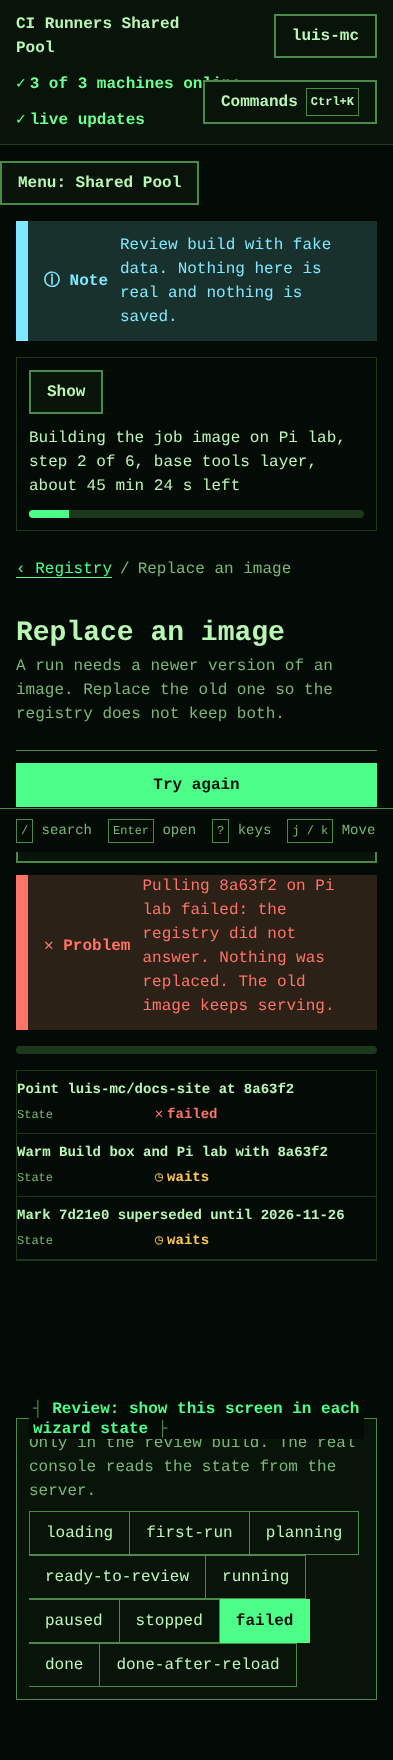 CI Runners Shared
Pool
luis-mc
✓ 3 of 3 machines
Commands Ctrl+K
✓ live updates
Menu: Shared Pool
ⓘ Note
Review build with fake
data. Nothing here is
real and nothing is
saved.
Show
Building the job image on Pi lab,
step 2 of 6, base tools layer,
about 45 min 24 s left
‹ Registry / Replace an image
Replace an image
A run needs a newer version of an
image. Replace the old one so the
registry does not keep both.
Try again
/ search Enter open ? keys j / k Move
✕ Problem
Pulling 8a63f2 on Pi
lab failed: the
registry did not
answer. Nothing was
replaced. The old
image keeps serving.
Point luis-mc/docs-site at 8a63f2
State ✕ failed
Warm Build box and Pi lab with 8a63f2
State ◷ waits
Mark 7d21e0 superseded until 2026-11-26
State ◷ waits
┤ Review: show this screen in each
wizard state ├
Only in the review build. The real
console reads the state from the
server.
loading first-run planning
ready-to-review running
paused stopped failed
done done-after-reload